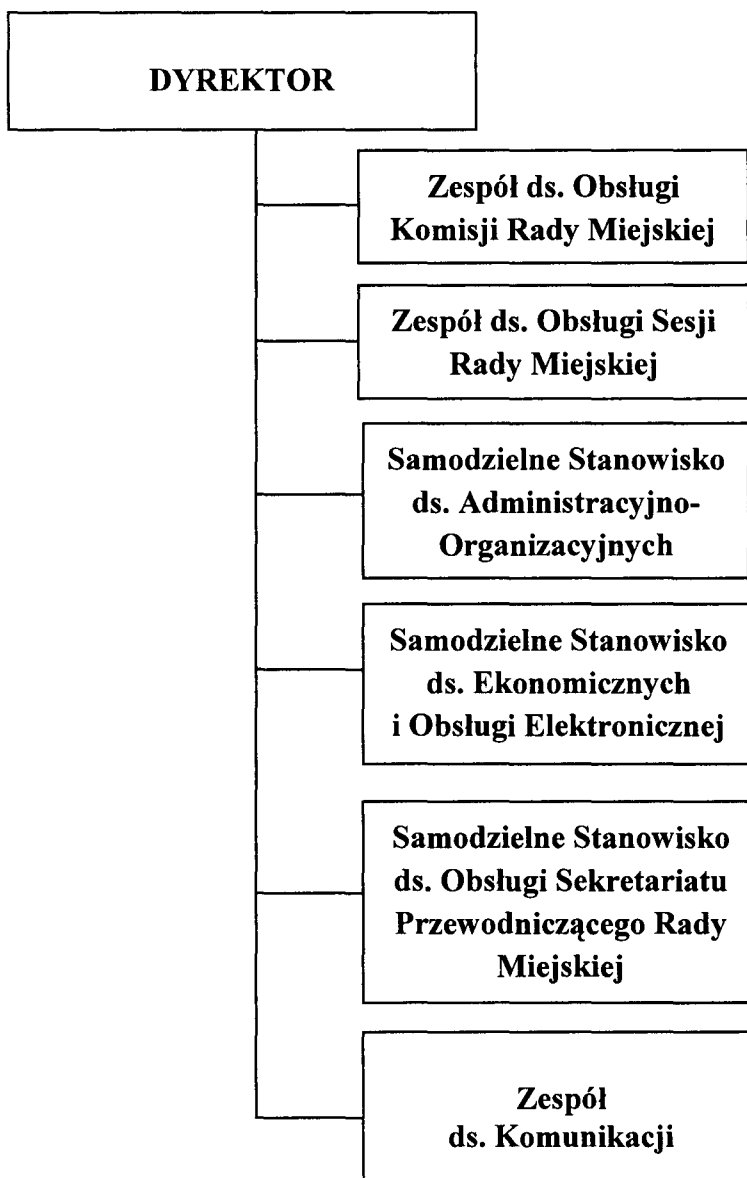 DYREKTOR
Zespół ds. Obsługi
Komisji Rady Miejskiej
Zespół ds. Obsługi Sesji
Rady Miejskiej
Samodzielne Stanowisko
ds. Administracyjno-
Organizacyjnych
Samodzielne Stanowisko
ds. Ekonomicznych
i Obsługi Elektronicznej
Samodzielne Stanowisko
ds. Obsługi Sekretariatu
Przewodniczącego Rady
Miejskiej
Zespół
ds. Komunikacji